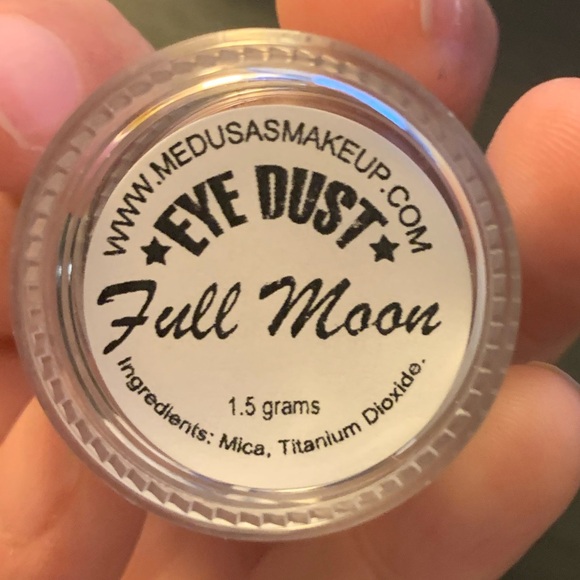 WWW.MEDUSASMAKEUP.COM
★EYE DUST★
Full Moon
1.5 grams
Ingredients: Mica, Titanium Dioxide.